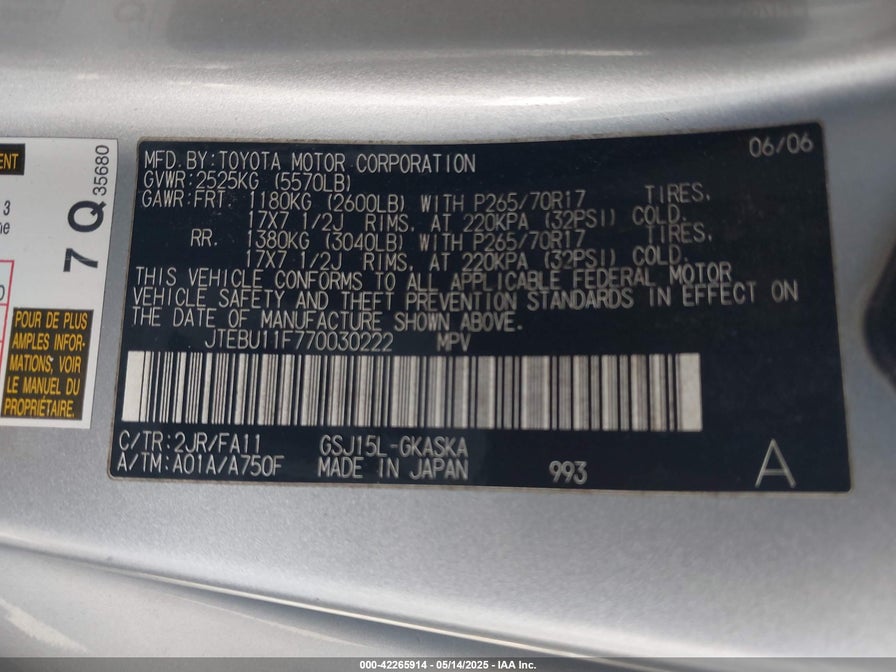 MFD. BY: TOYOTA MOTOR CORPORATION 06/06
GVWR: 2525KG (5570LB)
GAWR: FRT. 1180KG (2600LB) WITH P265/70R17 TIRES,
17X7 1/2J RIMS, AT 220KPA (32PSI) COLD.
RR. 1380KG (3040LB) WITH P265/70R17 TIRES,
17X7 1/2J RIMS, AT 220KPA (32PSI) COLD.
THIS VEHICLE CONFORMS TO ALL APPLICABLE FEDERAL MOTOR
VEHICLE SAFETY AND THEFT PREVENTION STANDARDS IN EFFECT ON
THE DATE OF MANUFACTURE SHOWN ABOVE.
JTEBU11F770030222 MPV
C/TR: 2JR/FA11 GSJ15L-GKASKA
A/TM: A01A/A750F MADE IN JAPAN 993 A
7 Q 35680
3
0
POUR DE PLUS
AMPLES INFOR-
MATIONS, VOIR
LE MANUEL DU
PROPRIÉTAIRE.
000-42265914 - 05/14/2025 - IAA Inc.